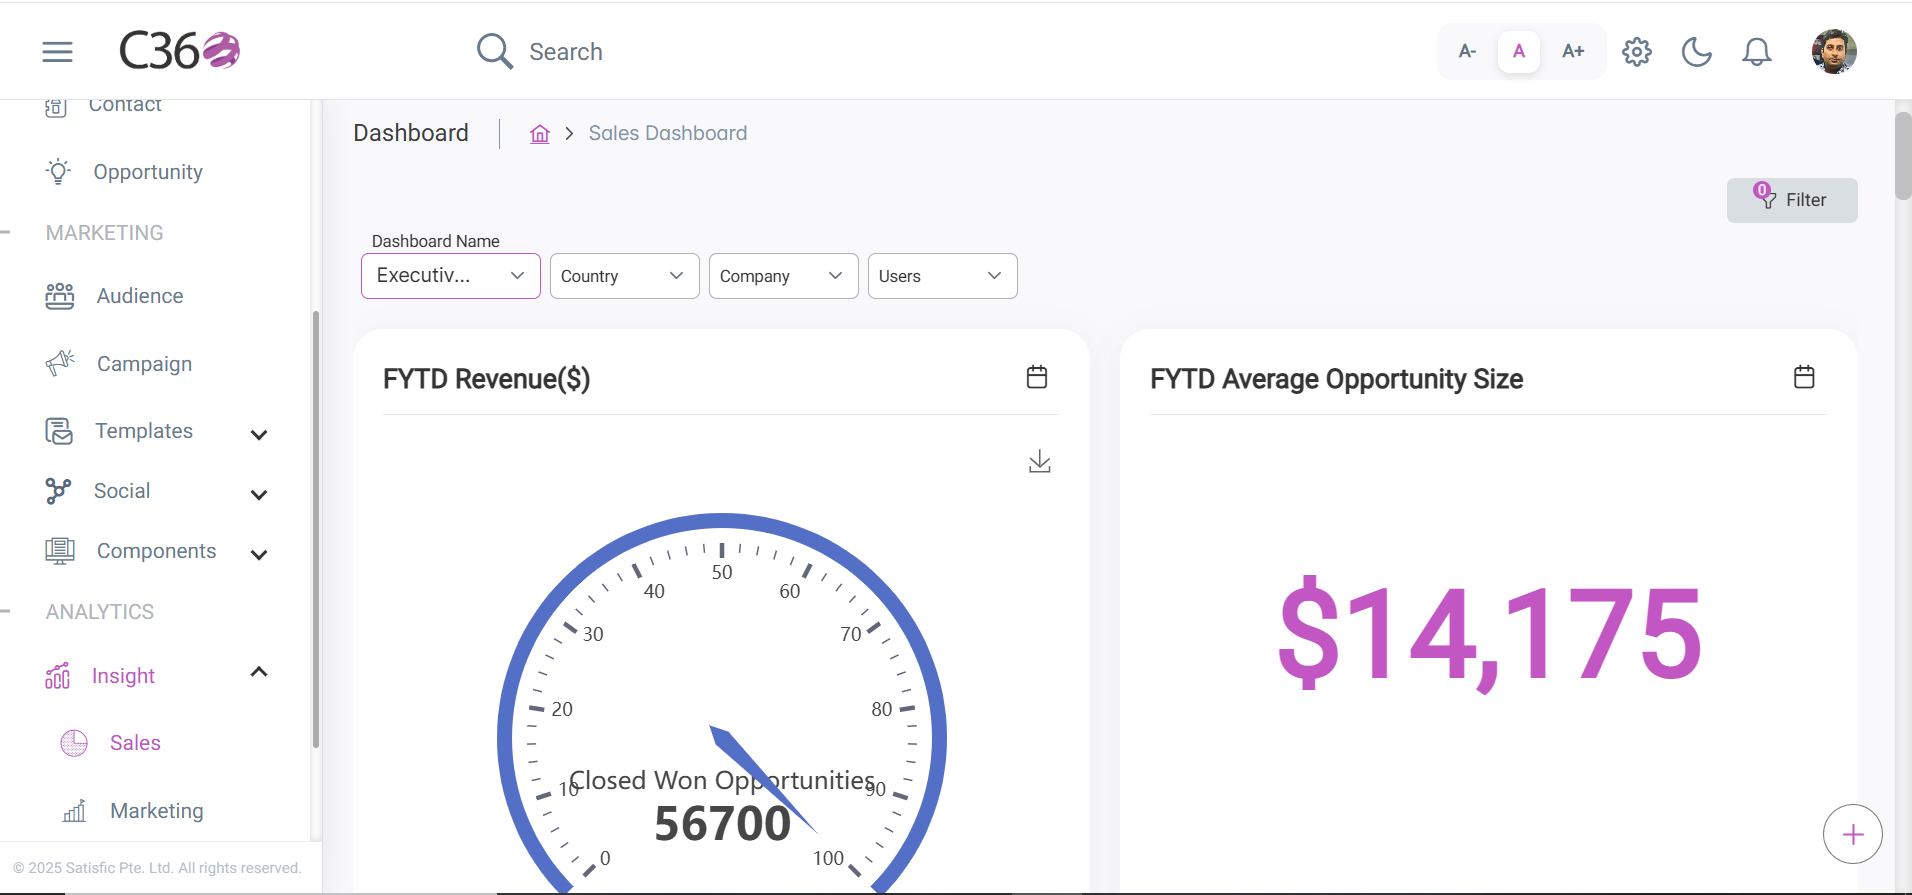 C360
Search
A-
A
A+
Contact
Opportunity
MARKETING
Audience
Campaign
Templates
Social
Components
ANALYTICS
Insight
Sales
Marketing
© 2025 Satisfic Pte. Ltd. All rights reserved.
Dashboard
Sales Dashboard
0
Filter
Dashboard Name
Executiv...
Country
Company
Users
FYTD Revenue($)
0
10
20
30
40
50
60
70
80
90
100
Closed Won Opportunities
56700
FYTD Average Opportunity Size
$14,175